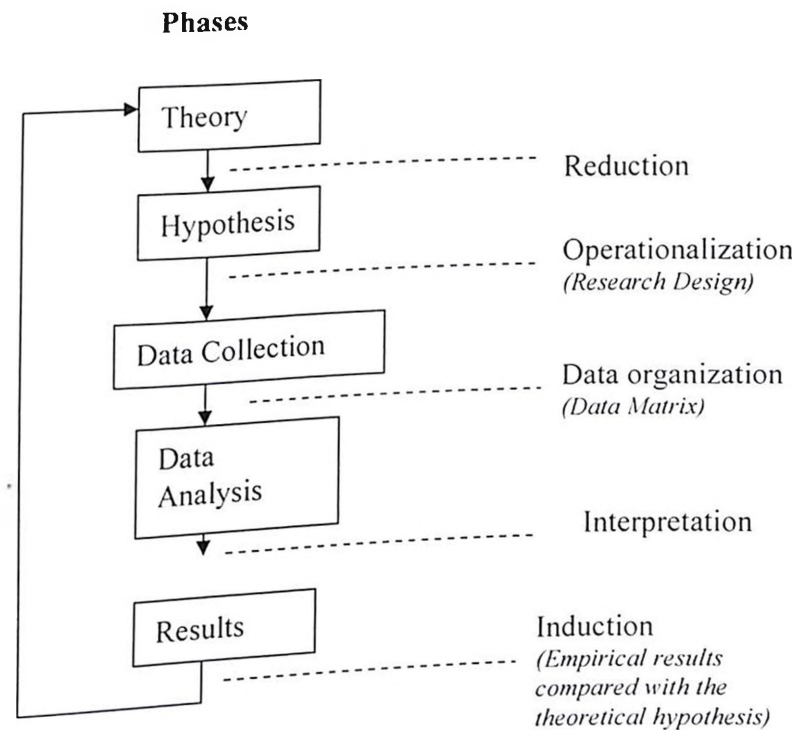 Phases
Theory
Reduction
Hypothesis
Operationalization
(Research Design)
Data Collection
Data organization
(Data Matrix)
Data
Analysis
Interpretation
Results
Induction
(Empirical results
compared with the
theoretical hypothesis)